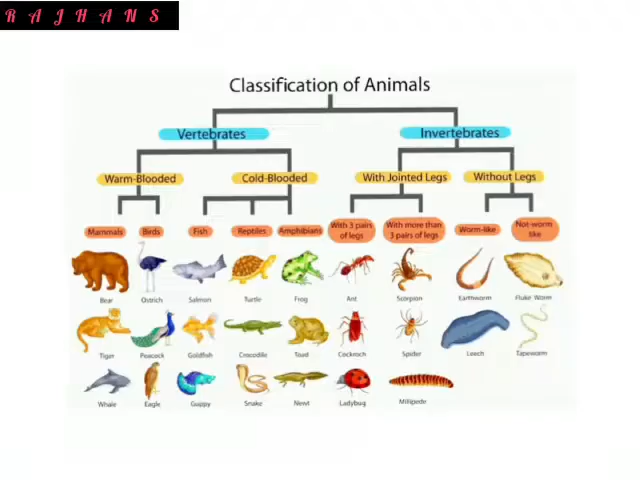 RAJHANS
Classification of Animals
Vertebrates Invertebrates
Warm-Blooded Cold-Blooded With Jointed Legs Without Legs
Mammals Birds Fish Reptiles Amphibians With 3 pairs of legs With more than 3 pairs of legs Worm-like Not-worm like
Bear Ostrich Salmon Turtle Frog Ant Scorpion Earthworm Fluke Worm
Tiger Peacock Goldfish Crocodile Toad Cockroch Spider Leech Tapeworm
Whale Eagle Guppy Snake Newt Ladybug Millipede